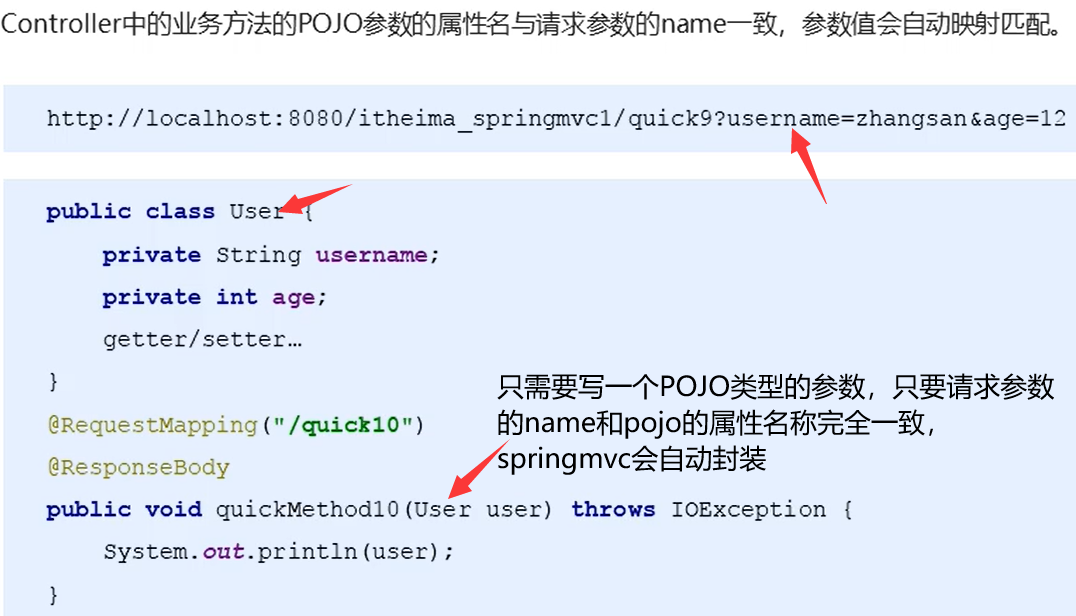 Controller中的业务方法的POJO参数的属性名与请求参数的name一致，参数值会自动映射匹配。
http://localhost:8080/itheima_springmvc1/quick9?username=zhangsan&age=12
public class User {
private String username;
private int age;
getter/setter…
}
@RequestMapping("/quick10")
@ResponseBody
public void quickMethod10(User user) throws IOException {
System.out.println(user);
}
只需要写一个POJO类型的参数，只要请求参数
的name和pojo的属性名称完全一致，
springmvc会自动封装